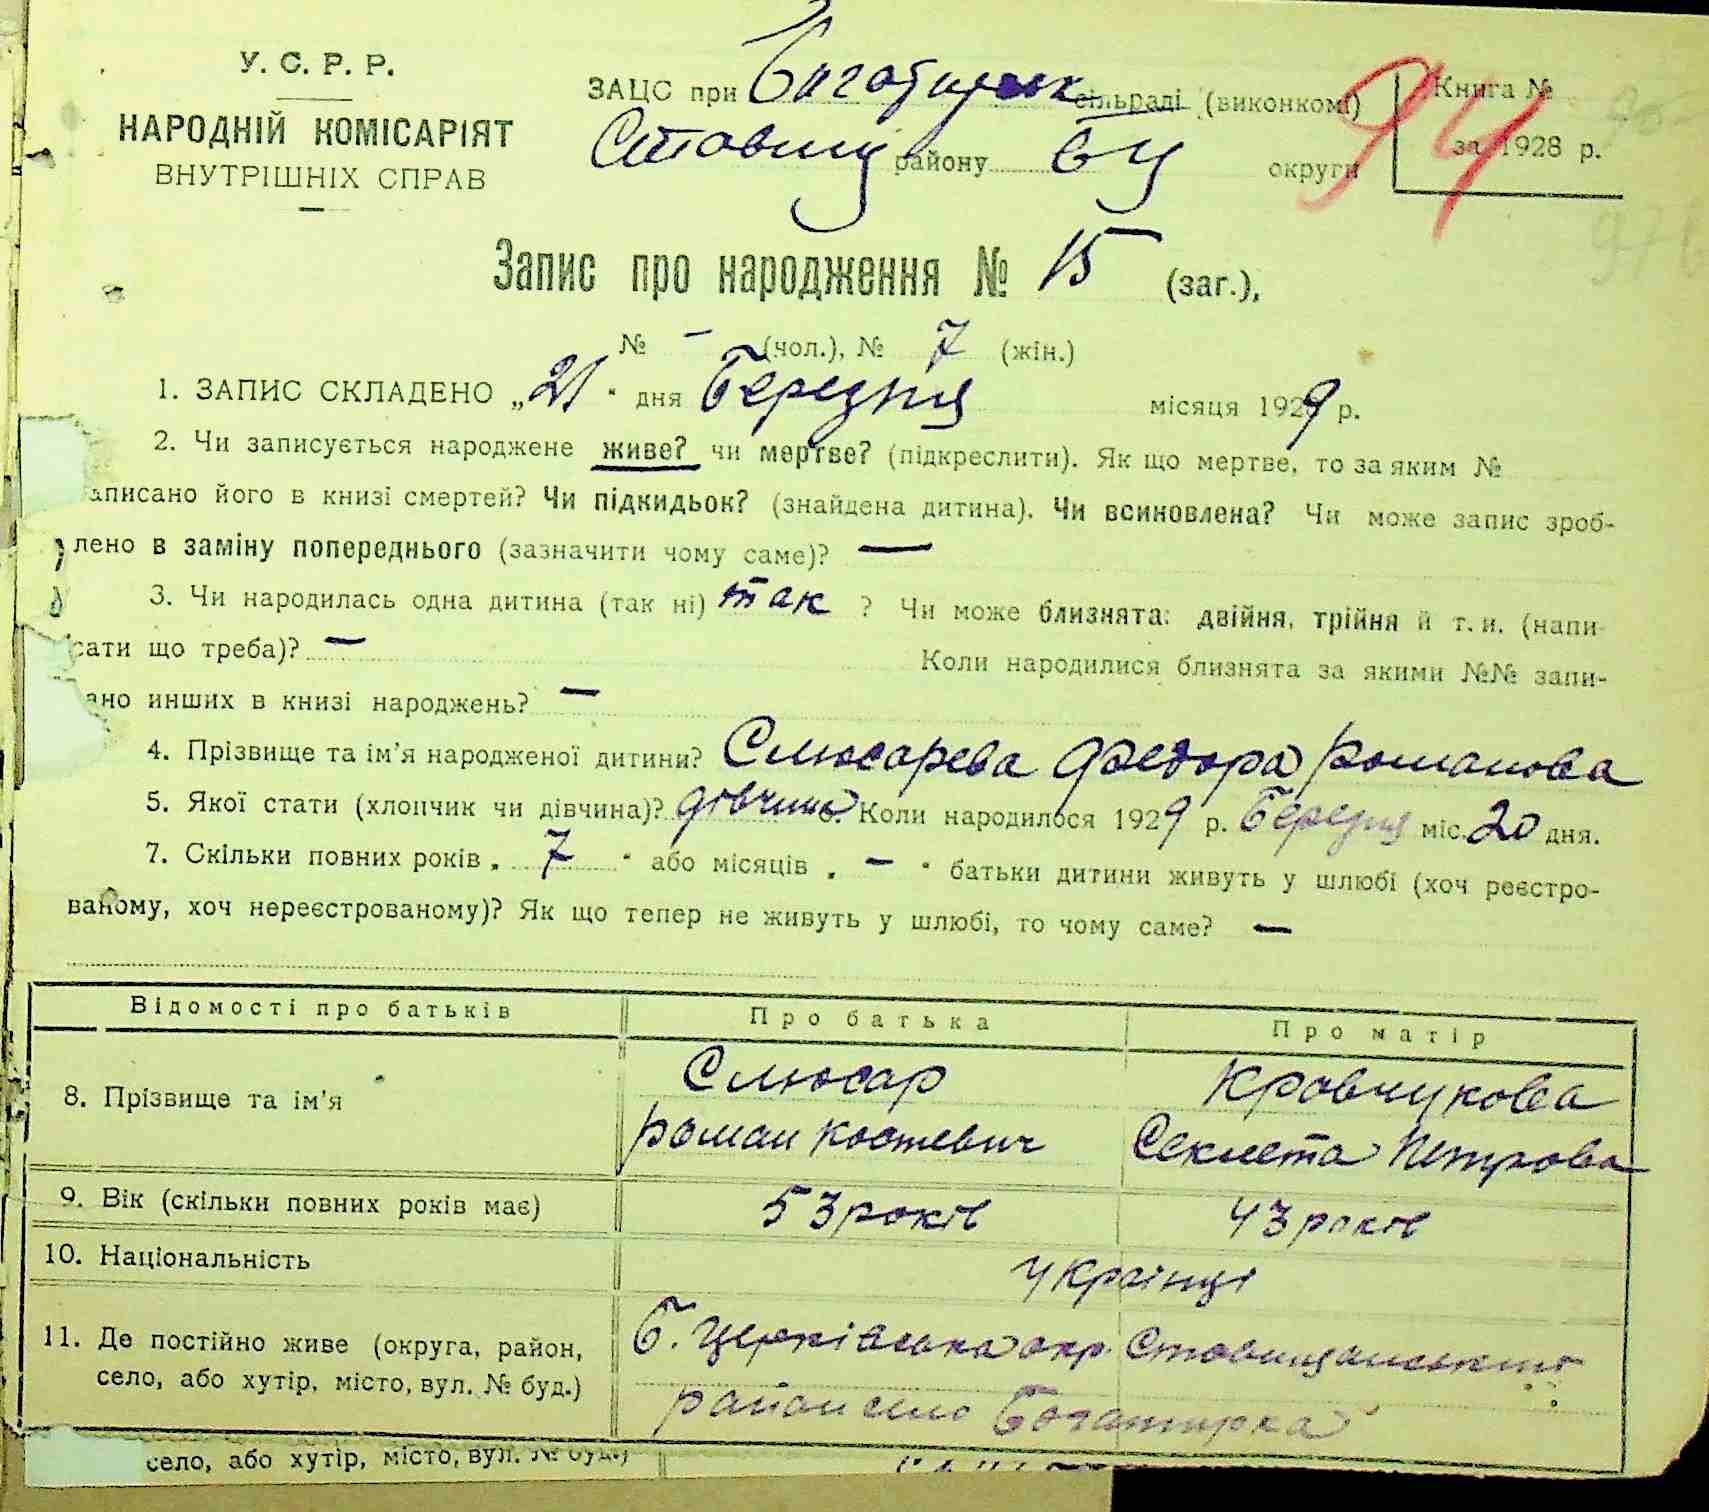 У. С. Р. Р.
НАРОДНІЙ КОМІСАРІЯТ
ВНУТРІШНІХ СПРАВ
ЗАЦС при Богатирськ сільраді (виконкомі)
Ставищ району БЦ округи
Книга №
за 1928 р.
94
Запис про народження № 15 (заг.),
№ – (чол.), № 7 (жін.)
1. ЗАПИС СКЛАДЕНО „21" дня Березня місяця 1929 р.
2. Чи записується народжене живе? чи мертве? (підкреслити). Як що мертве, то за яким №
аписано його в книзі смертей? Чи підкидьок? (знайдена дитина). Чи всиновлена? Чи може запис зроб-
лено в заміну попереднього (зазначити чому саме)? —
3. Чи народилась одна дитина (так ні) так ? Чи може близнята: двійня, трійня й т. и. (напи-
сати що треба)? — Коли народилися близнята за якими №№ запи-
ано инших в книзі народжень? —
4. Прізвище та ім'я народженої дитини? Слюсарева Федора Романова
5. Якої стати (хлопчик чи дівчина)? дівчина 6. Коли народилося 1929 р. Березня міс. 20 дня.
7. Скільки повних років „ 7 " або місяців „ – " батьки дитини живуть у шлюбі (хоч реєстро-
ваному, хоч нереєстрованому)? Як що тепер не живуть у шлюбі, то чому саме? —
Відомості про батьків Про батька Про матір
8. Прізвище та ім'я Слюсар Кравчукова
Роман Костевич Секлета Петрова
9. Вік (скільки повних років має) 53 років 43 років
10. Національність Українці
11. Де постійно живе (округа, район, Б. Церківська окр. Ставищанський
село, або хутір, місто, вул. № буд.) район село Богатирка
село, або хутір, місто, вул. № буд.)